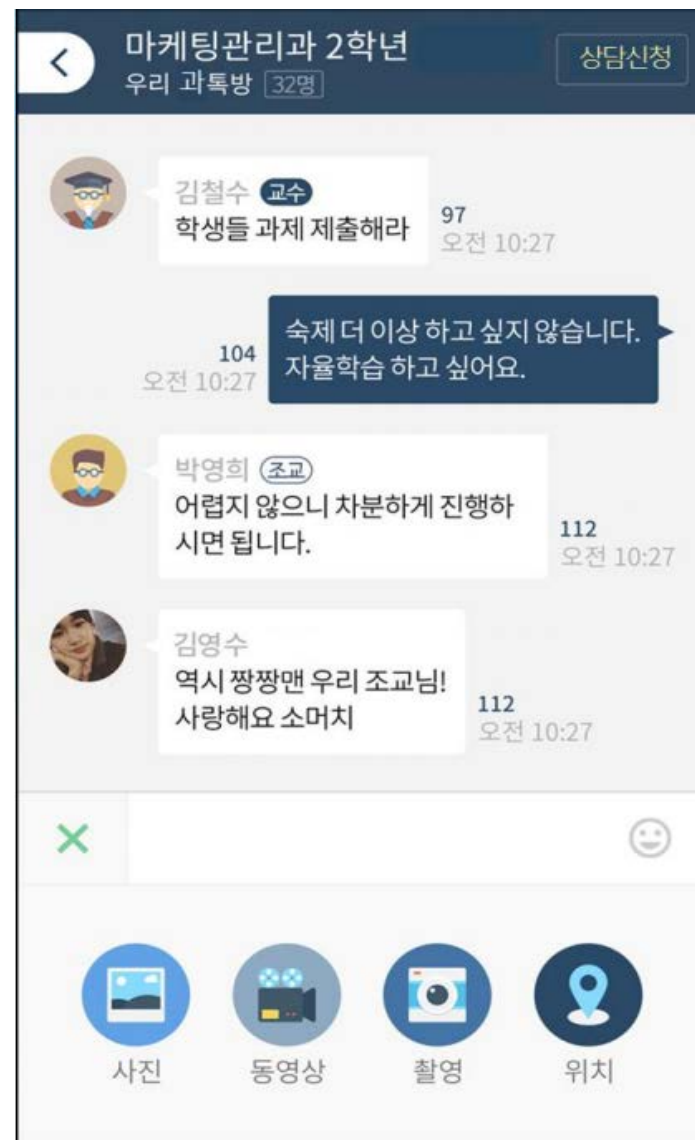 마케팅관리과 2학년
우리 과톡방 32명
상담신청
김철수 교수
학생들 과제 제출해라
97
오전 10:27
숙제 더 이상 하고 싶지 않습니다.
자율학습 하고 싶어요.
104
오전 10:27
박영희 조교
어렵지 않으니 차분하게 진행하
시면 됩니다.
112
오전 10:27
김영수
역시 짱짱맨 우리 조교님!
사랑해요 소머치
112
오전 10:27
사진
동영상
촬영
위치